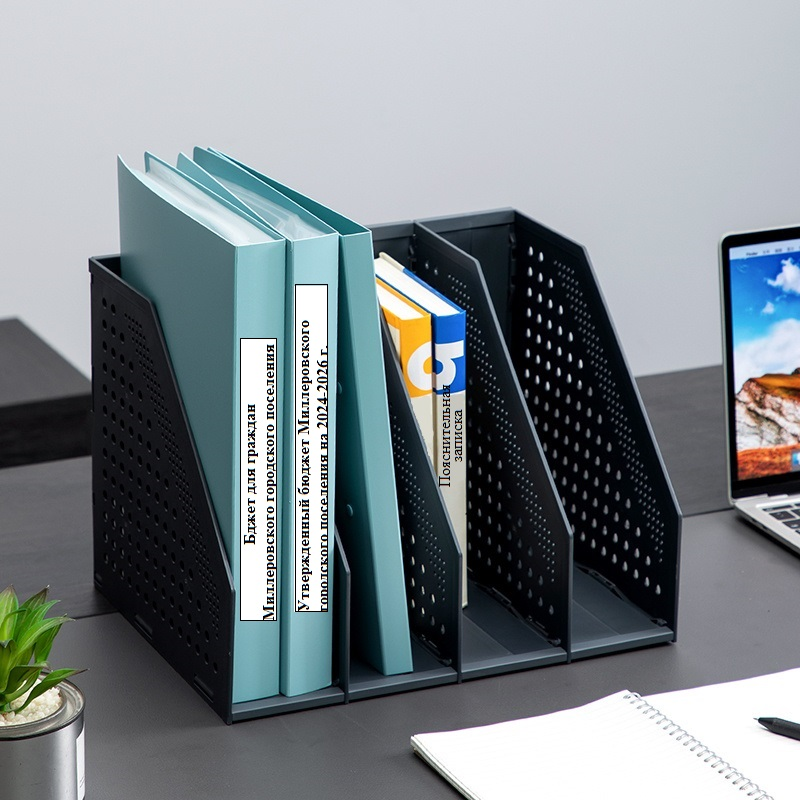 Бджет для граждан
Миллеровского городского поселения
Утвержденный бюджет Миллеровского
городского поселения на 2024-2026 г.
Пояснительная
записка